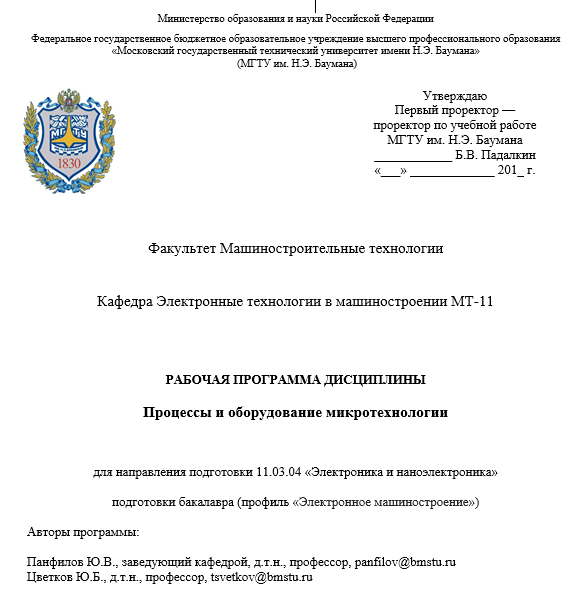 Министерство образования и науки Российской Федерации
Федеральное государственное бюджетное образовательное учреждение высшего профессионального образования
«Московский государственный технический университет имени Н.Э. Баумана»
(МГТУ им. Н.Э. Баумана)
МГТУ
1830
Утверждаю
Первый проректор —
проректор по учебной работе
МГТУ им. Н.Э. Баумана
____________ Б.В. Падалкин
«___» _____________ 201_ г.
Факультет Машиностроительные технологии
Кафедра Электронные технологии в машиностроении МТ-11
РАБОЧАЯ ПРОГРАММА ДИСЦИПЛИНЫ
Процессы и оборудование микротехнологии
для направления подготовки 11.03.04 «Электроника и наноэлектроника»
подготовки бакалавра (профиль «Электронное машиностроение»)
Авторы программы:
Панфилов Ю.В., заведующий кафедрой, д.т.н., профессор, panfilov@bmstu.ru
Цветков Ю.Б., д.т.н., профессор, tsvetkov@bmstu.ru